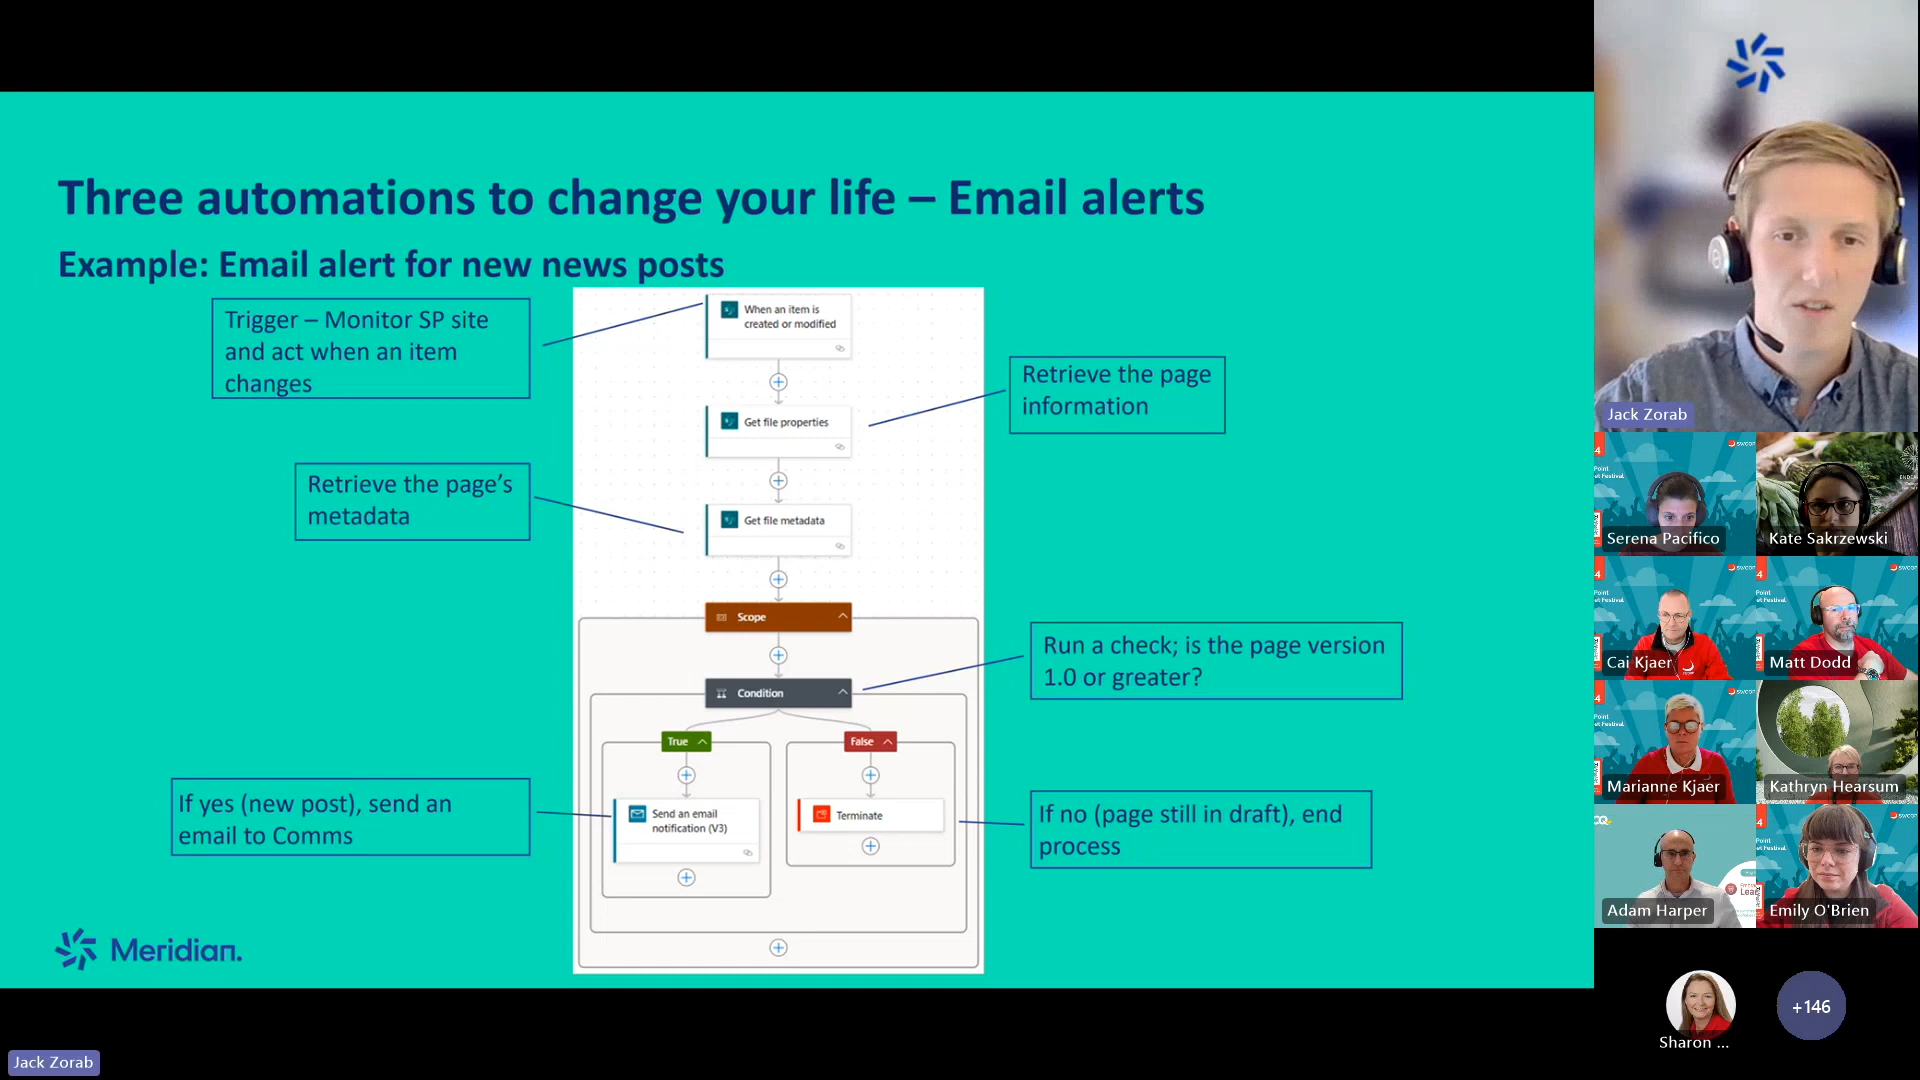 Three automations to change your life – Email alerts
Example: Email alert for new news posts
Trigger – Monitor SP site
and act when an item
changes
When an item is
created or modified
Retrieve the page
information
Get file properties
Retrieve the page's
metadata
Get file metadata
Scope
Run a check; is the page version
1.0 or greater?
Condition
True
False
If yes (new post), send an
email to Comms
Send an email
notification (V3)
Terminate
If no (page still in draft), end
process
Meridian.
Jack Zorab
Jack Zorab
Serena Pacifico
Kate Sakrzewski
Cai Kjaer
Matt Dodd
Marianne Kjaer
Kathryn Hearsum
Adam Harper
Emily O'Brien
Sharon ...
+146